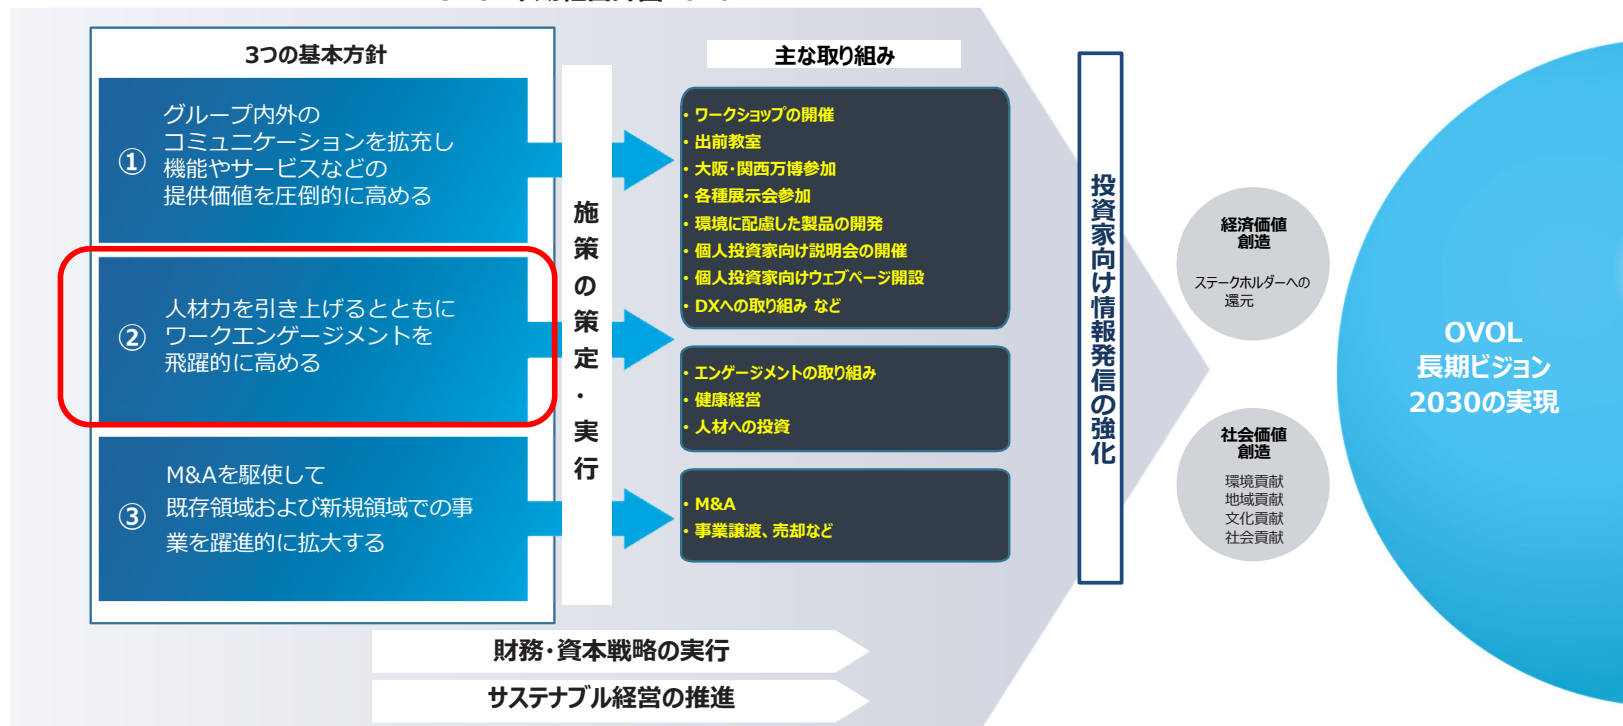 3つの基本方針
①
グループ内外の
コミュニケーションを拡充し
機能やサービスなどの
提供価値を圧倒的に高める
②
人材力を引き上げるとともに
ワークエンゲージメントを
飛躍的に高める
③
M&Aを駆使して
既存領域および新規領域での事
業を躍進的に拡大する
施策の策定・実行
主な取り組み
・ワークショップの開催
・出前教室
・大阪・関西万博参加
・各種展示会参加
・環境に配慮した製品の開発
・個人投資家向け説明会の開催
・個人投資家向けウェブページ開設
・DXへの取り組み など
・エンゲージメントの取り組み
・健康経営
・人材への投資
・M&A
・事業譲渡、売却など
投資家向け情報発信の強化
経済価値
創造
ステークホルダーへの
還元
社会価値
創造
環境貢献
地域貢献
文化貢献
社会貢献
OVOL
長期ビジョン
2030の実現
財務・資本戦略の実行
サステナブル経営の推進